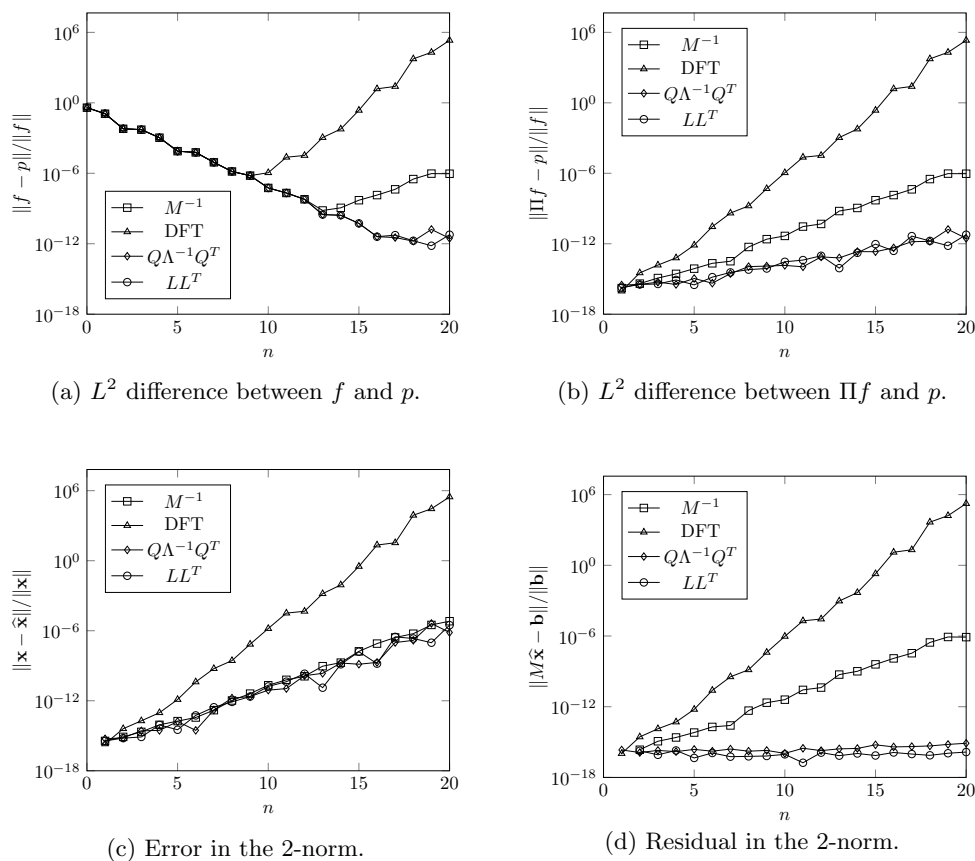 10^6
10^0
10^−6
10^−12
10^−18
||f − p||/||f||
M^−1
DFT
QΛ^−1Q^T
LL^T
0 5 10 15 20
n
(a) L^2 difference between f and p.
10^6
10^0
10^−6
10^−12
10^−18
||Πf − p||/||f||
M^−1
DFT
QΛ^−1Q^T
LL^T
0 5 10 15 20
n
(b) L^2 difference between Πf and p.
10^6
10^0
10^−6
10^−12
10^−18
||x − x̂||/||x||
M^−1
DFT
QΛ^−1Q^T
LL^T
0 5 10 15 20
n
(c) Error in the 2-norm.
10^6
10^0
10^−6
10^−12
10^−18
||Mx̂ − b||/||b||
M^−1
DFT
QΛ^−1Q^T
LL^T
0 5 10 15 20
n
(d) Residual in the 2-norm.